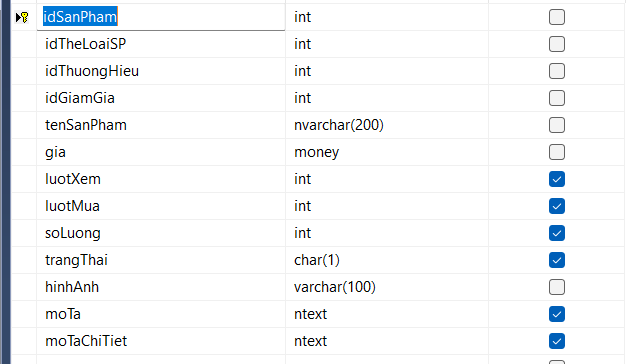 idSanPham int
idTheLoaiSP int
idThuongHieu int
idGiamGia int
tenSanPham nvarchar(200)
gia money
luotXem int
luotMua int
soLuong int
trangThai char(1)
hinhAnh varchar(100)
moTa ntext
moTaChiTiet ntext